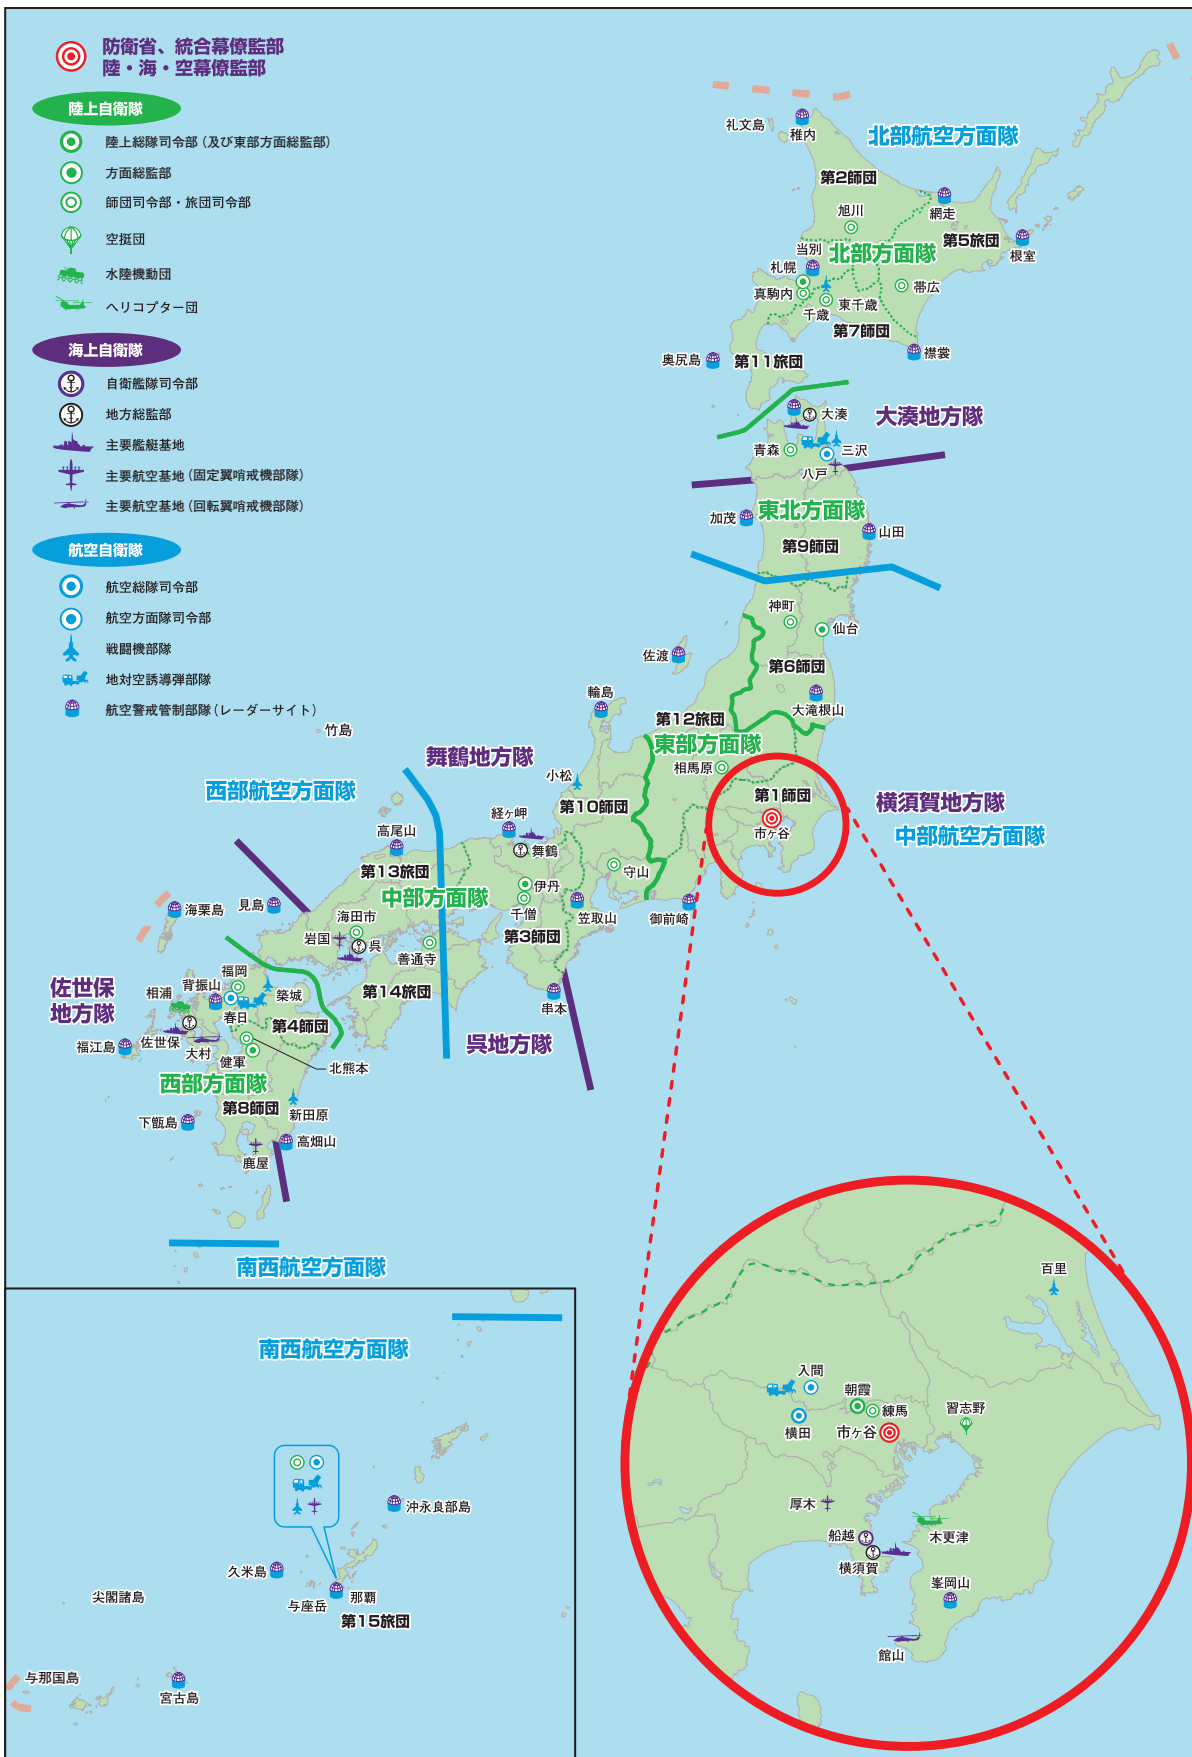 防衛省、統合幕僚監部
陸・海・空幕僚監部
陸上自衛隊
陸上総隊司令部（及び東部方面総監部）
方面総監部
師団司令部・旅団司令部
空挺団
水陸機動団
ヘリコプター団
海上自衛隊
自衛艦隊司令部
地方総監部
主要艦艇基地
主要航空基地（固定翼哨戒機部隊）
主要航空基地（回転翼哨戒機部隊）
航空自衛隊
航空総隊司令部
航空方面隊司令部
戦闘機部隊
地対空誘導弾部隊
航空警戒管制部隊（レーダーサイト）
礼文島
稚内
北部航空方面隊
第2師団
旭川
網走
第5旅団
根室
当別
北部方面隊
札幌
真駒内
帯広
千歳
東千歳
第7師団
襟裳
奥尻島
第11旅団
大湊
大湊地方隊
青森
三沢
八戸
東北方面隊
加茂
山田
第9師団
神町
仙台
佐渡
第6師団
輪島
大滝根山
第12旅団
竹島
東部方面隊
舞鶴地方隊
相馬原
小松
西部航空方面隊
第1師団
横須賀地方隊
第10師団
経ヶ岬
市ヶ谷
中部航空方面隊
高尾山
舞鶴
第13旅団
守山
中部方面隊
伊丹
千僧
海栗島
見島
海田市
笠取山
御前崎
岩国
呉
第3師団
善通寺
福岡
佐世保
地方隊
相浦
背振山
築城
第14旅団
串本
春日
第4師団
佐世保
福江島
大村
呉地方隊
健軍
北熊本
西部方面隊
第8師団
新田原
下甑島
高畑山
鹿屋
南西航空方面隊
南西航空方面隊
沖永良部島
久米島
尖閣諸島
与座岳
那覇
第15旅団
与那国島
宮古島
百里
入間
朝霞
練馬
習志野
横田
市ヶ谷
厚木
船越
木更津
横須賀
峯岡山
館山